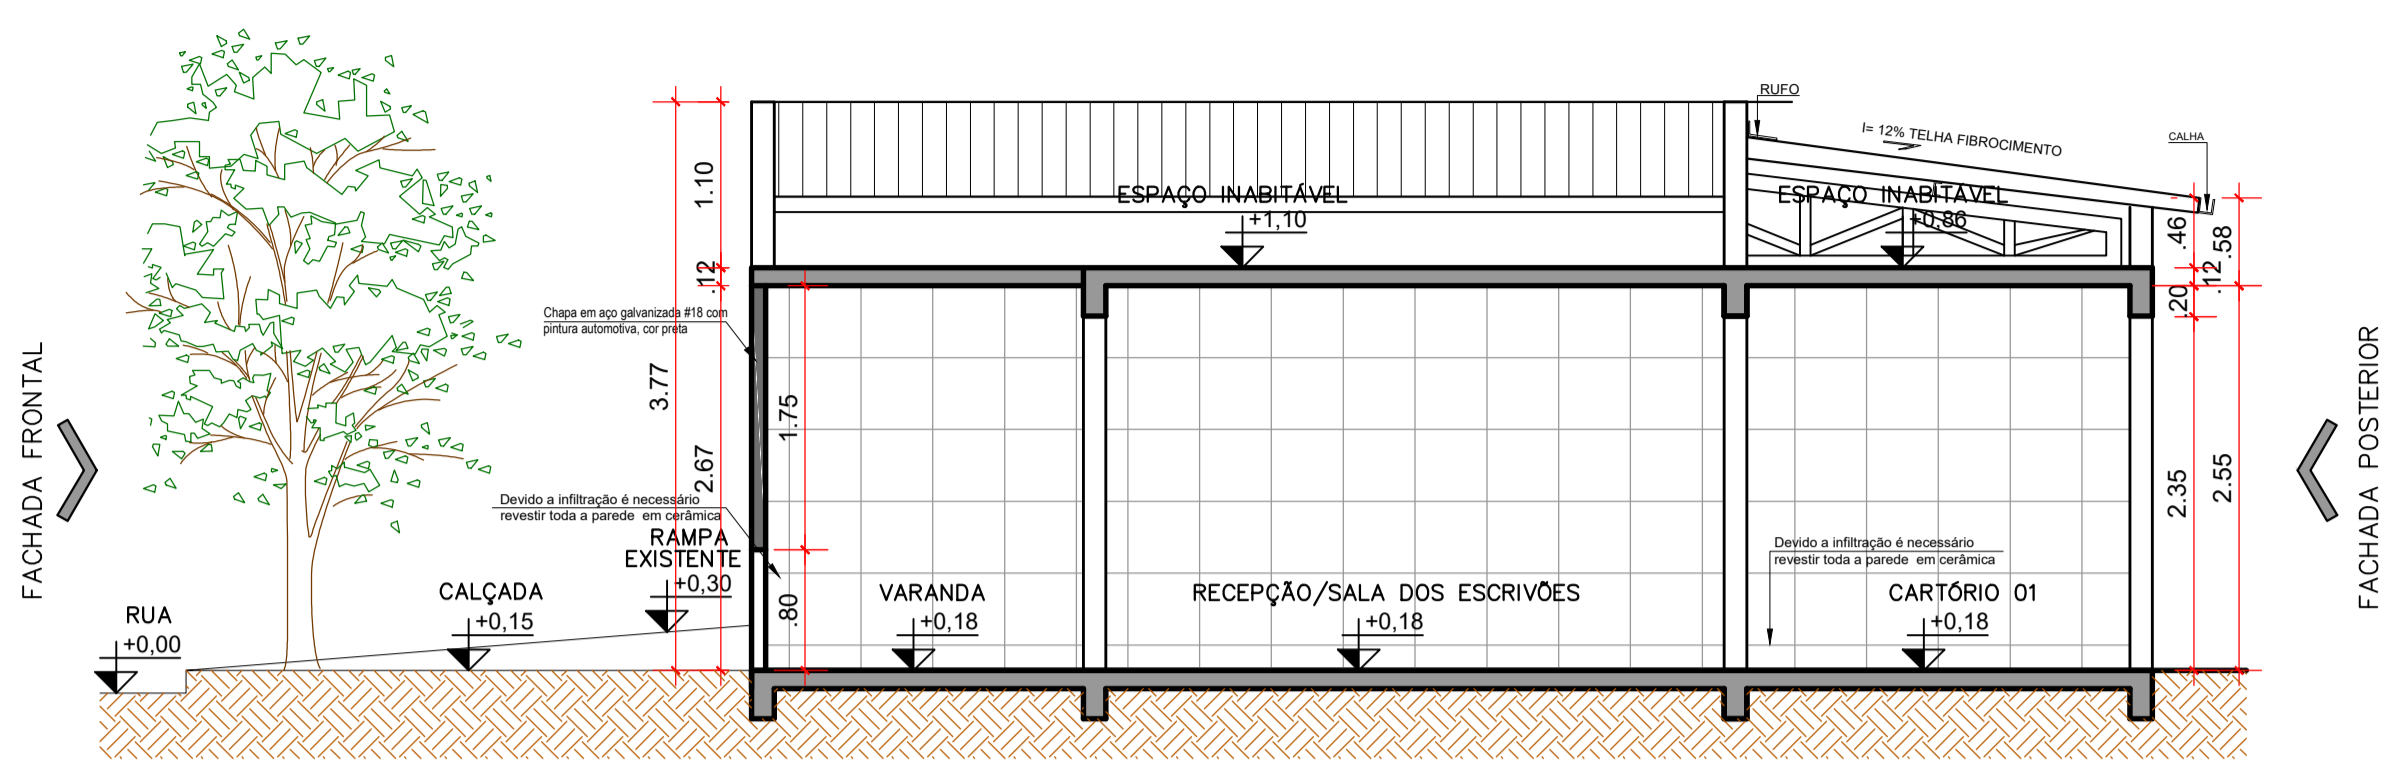 RUFO
I= 12% TELHA FIBROCIMENTO
CALHA
ESPAÇO INABITÁVEL
+1,10
ESPAÇO INABITÁVEL
+0,86
1.10
.12
3.77
2.67
1.75
.80
.46
.58
.12
.20
2.35
2.55
Chapa em aço galvanizada #18 com
pintura automotiva, cor preta
Devido a infiltração é necessário
revestir toda a parede em cerâmica
RAMPA
EXISTENTE
+0,30
Devido a infiltração é necessário
revestir toda a parede em cerâmica
FACHADA FRONTAL
RUA
+0,00
CALÇADA
+0,15
VARANDA
+0,18
RECEPÇÃO/SALA DOS ESCRIVÕES
+0,18
CARTÓRIO 01
+0,18
FACHADA POSTERIOR